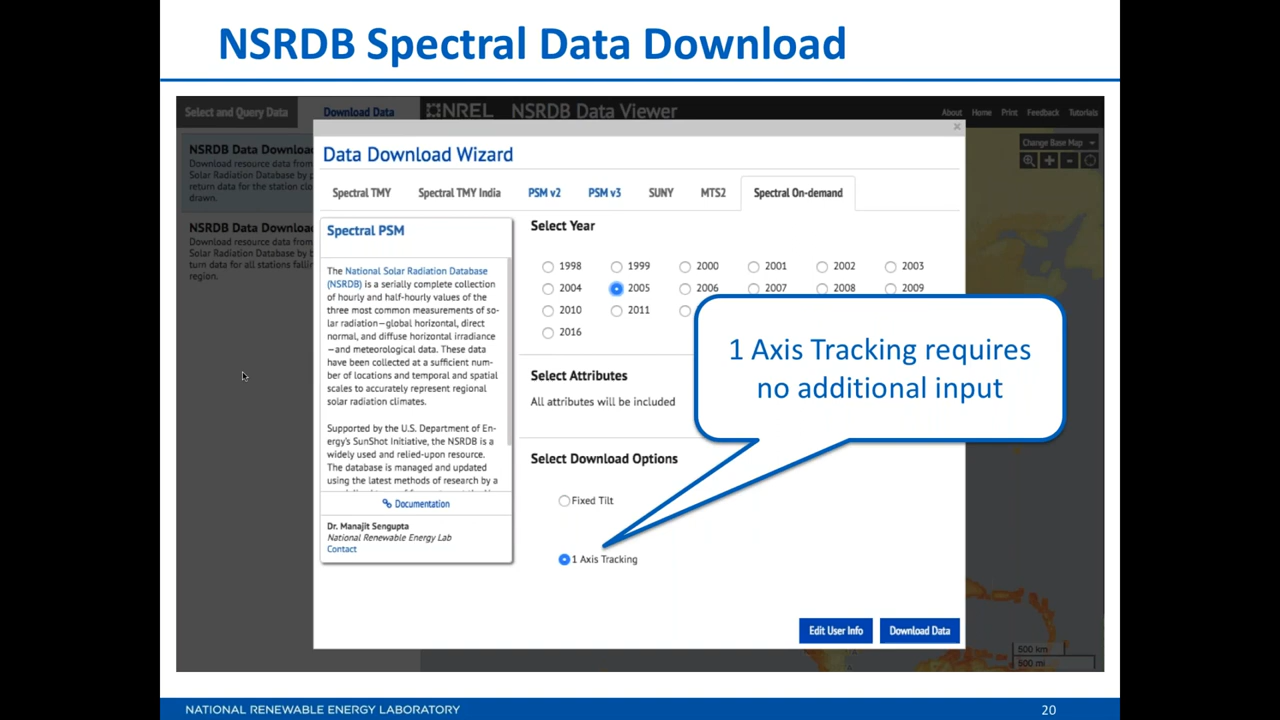 NSRDB Spectral Data Download
Select and Query Data
Download Data
NREL
NSRDB Data Viewer
About
Home
Print
Feedback
Tutorials
NSRDB Data Downloa
Download resource data from
Solar Radiation Database by p
return data for the station clo
drawn.
NSRDB Data Downloa
Download resource data from
Solar Radiation Database by b
turn data for all stations fallin
region.
Change Base Map
Data Download Wizard
Spectral TMY
Spectral TMY India
PSM v2
PSM v3
SUNY
MTS2
Spectral On-demand
Spectral PSM
The National Solar Radiation Database
(NSRDB) is a serially complete collection
of hourly and half-hourly values of the
three most common measurements of so-
lar radiation—global horizontal, direct
normal, and diffuse horizontal irradiance
—and meteorological data. These data
have been collected at a sufficient num-
ber of locations and temporal and spatial
scales to accurately represent regional
solar radiation climates.
Supported by the U.S. Department of En-
ergy's SunShot Initiative, the NSRDB is a
widely used and relied-upon resource.
The database is managed and updated
using the latest methods of research by a
Documentation
Dr. Manajit Sengupta
National Renewable Energy Lab
Contact
Select Year
1998 1999 2000 2001 2002 2003
2004 2005 2006 2007 2008 2009
2010 2011
2016
Select Attributes
All attributes will be included
1 Axis Tracking requires
no additional input
Select Download Options
Fixed Tilt
1 Axis Tracking
Edit User Info
Download Data
500 km
500 mi
NATIONAL RENEWABLE ENERGY LABORATORY
20